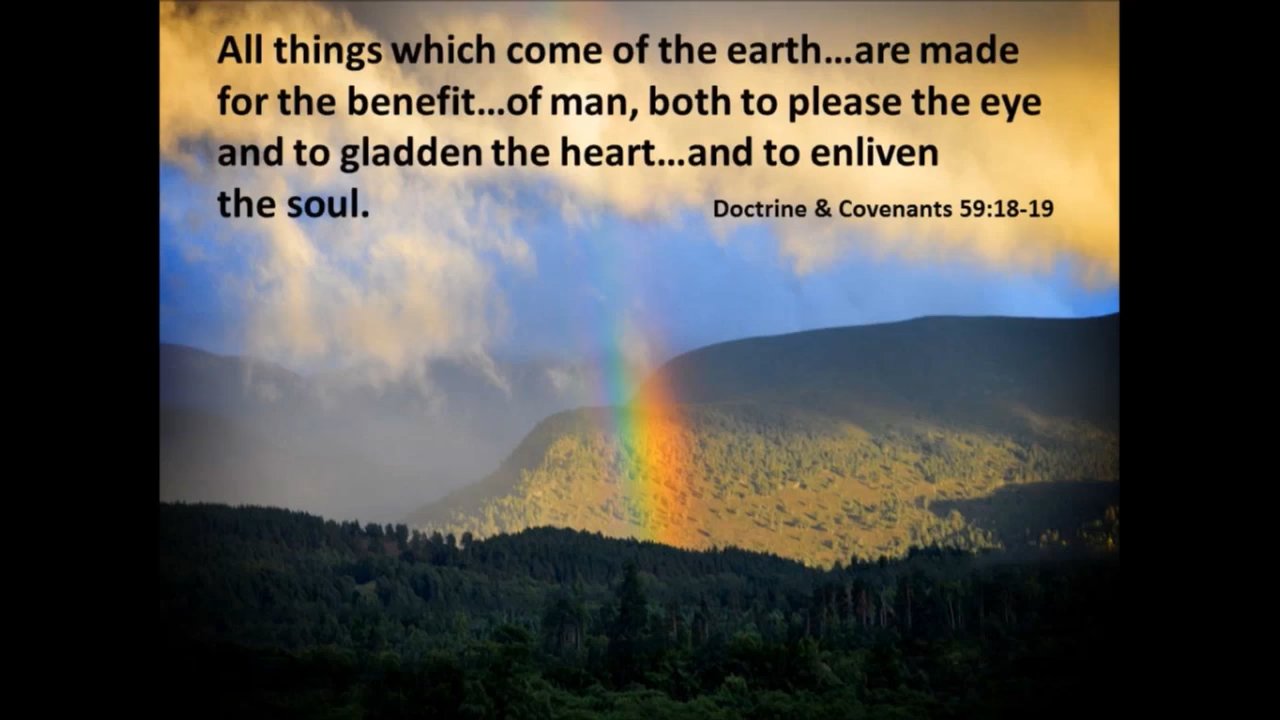 All things which come of the earth...are made
for the benefit...of man, both to please the eye
and to gladden the heart...and to enliven
the soul. Doctrine & Covenants 59:18-19